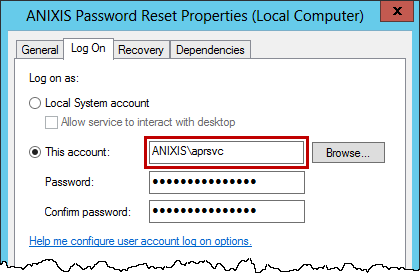 ANIXIS Password Reset Properties (Local Computer)
x
General Log On Recovery Dependencies
Log on as:
Local System account
Allow service to interact with desktop
This account: ANIXIS\aprsvc Browse...
Password: •••••••••••••••
Confirm password: •••••••••••••••
Help me configure user account log on options.